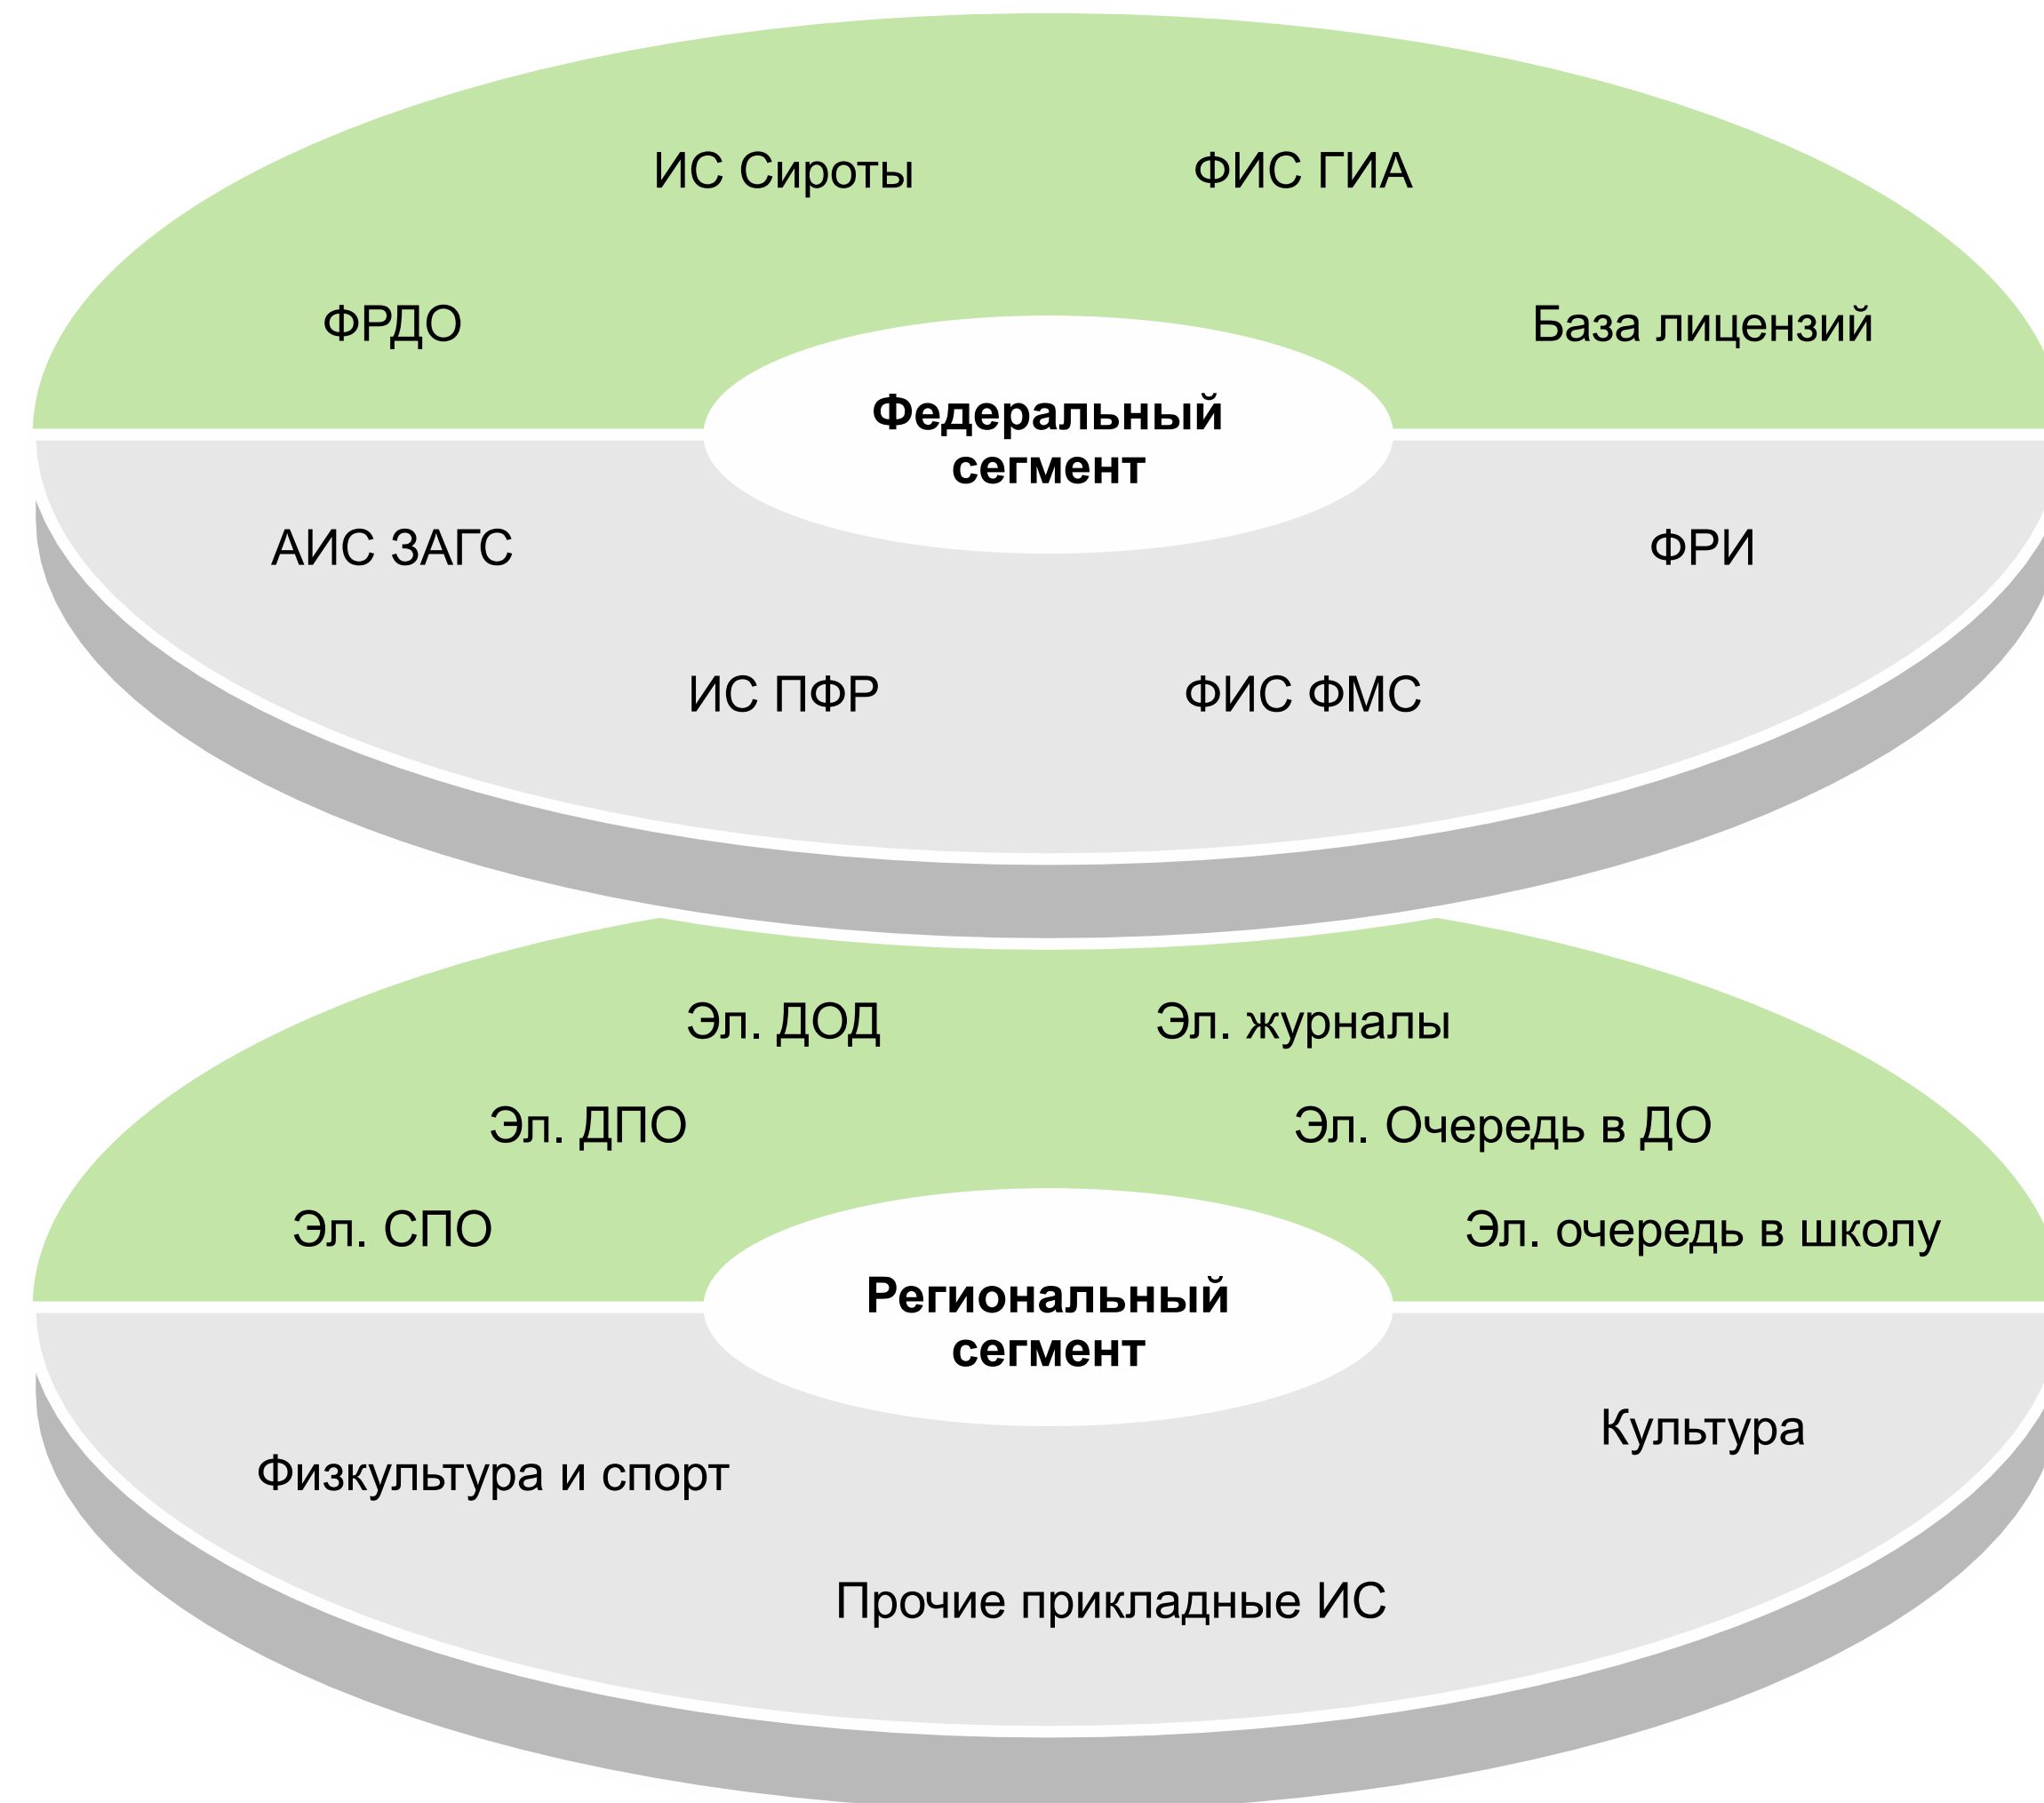 ИС Сироты
ФИС ГИА
ФРДО
База лицензий
Федеральный
сегмент
АИС ЗАГС
ФРИ
ИС ПФР
ФИС ФМС
Эл. ДОД
Эл. журналы
Эл. ДПО
Эл. Очередь в ДО
Эл. СПО
Эл. очередь в школу
Региональный
сегмент
Культура
Физкультура и спорт
Прочие прикладные ИС